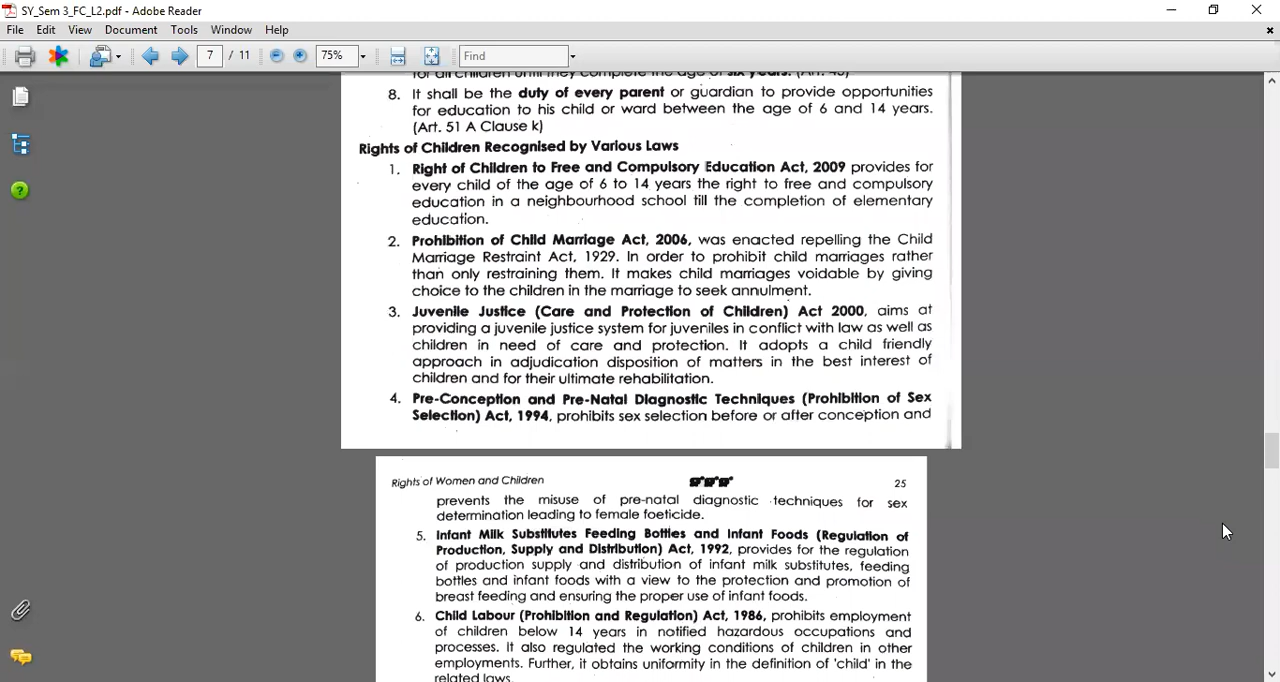 SY_Sem 3_FC_L2.pdf - Adobe Reader
File Edit View Document Tools Window Help
7 / 11 75% Find
for all children until they complete the age of six years. (Art. 45)
8. It shall be the duty of every parent or guardian to provide opportunities
for education to his child or ward between the age of 6 and 14 years.
(Art. 51 A Clause k)
Rights of Children Recognised by Various Laws
1. Right of Children to Free and Compulsory Education Act, 2009 provides for
every child of the age of 6 to 14 years the right to free and compulsory
education in a neighbourhood school till the completion of elementary
education.
2. Prohibition of Child Marriage Act, 2006, was enacted repelling the Child
Marriage Restraint Act, 1929. In order to prohibit child marriages rather
than only restraining them. It makes child marriages voidable by giving
choice to the children in the marriage to seek annulment.
3. Juvenile Justice (Care and Protection of Children) Act 2000, aims at
providing a juvenile justice system for juveniles in conflict with law as well as
children in need of care and protection. It adopts a child friendly
approach in adjudication disposition of matters in the best interest of
children and for their ultimate rehabilitation.
4. Pre-Conception and Pre-Natal Diagnostic Techniques (Prohibition of Sex
Selection) Act, 1994, prohibits sex selection before or after conception and
Rights of Women and Children 25
prevents the misuse of pre-natal diagnostic techniques for sex
determination leading to female foeticide.
5. Infant Milk Substitutes Feeding Bottles and Infant Foods (Regulation of
Production, Supply and Distribution) Act, 1992, provides for the regulation
of production supply and distribution of infant milk substitutes, feeding
bottles and infant foods with a view to the protection and promotion of
breast feeding and ensuring the proper use of infant foods.
6. Child Labour (Prohibition and Regulation) Act, 1986, prohibits employment
of children below 14 years in notified hazardous occupations and
processes. It also regulated the working conditions of children in other
employments. Further, it obtains uniformity in the definition of 'child' in the
related laws.